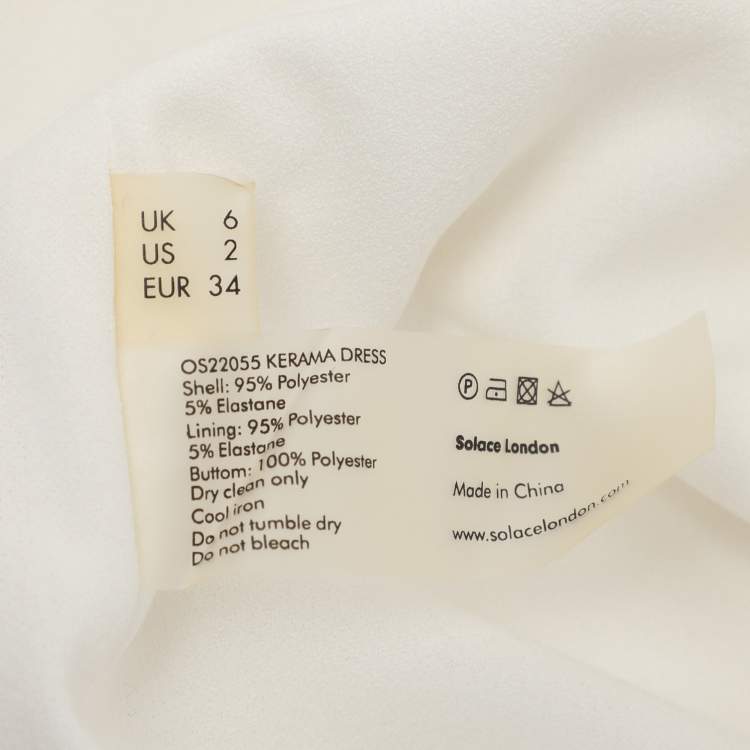 UK 6
US 2
EUR 34
OS22055 KERAMA DRESS
Shell: 95% Polyester
5% Elastane
Lining: 95% Polyester
5% Elastane
Buttom: 100% Polyester
Dry clean only
Cool iron
Do not tumble dry
Do not bleach
P
Solace London
Made in China
www.solacelondon.com